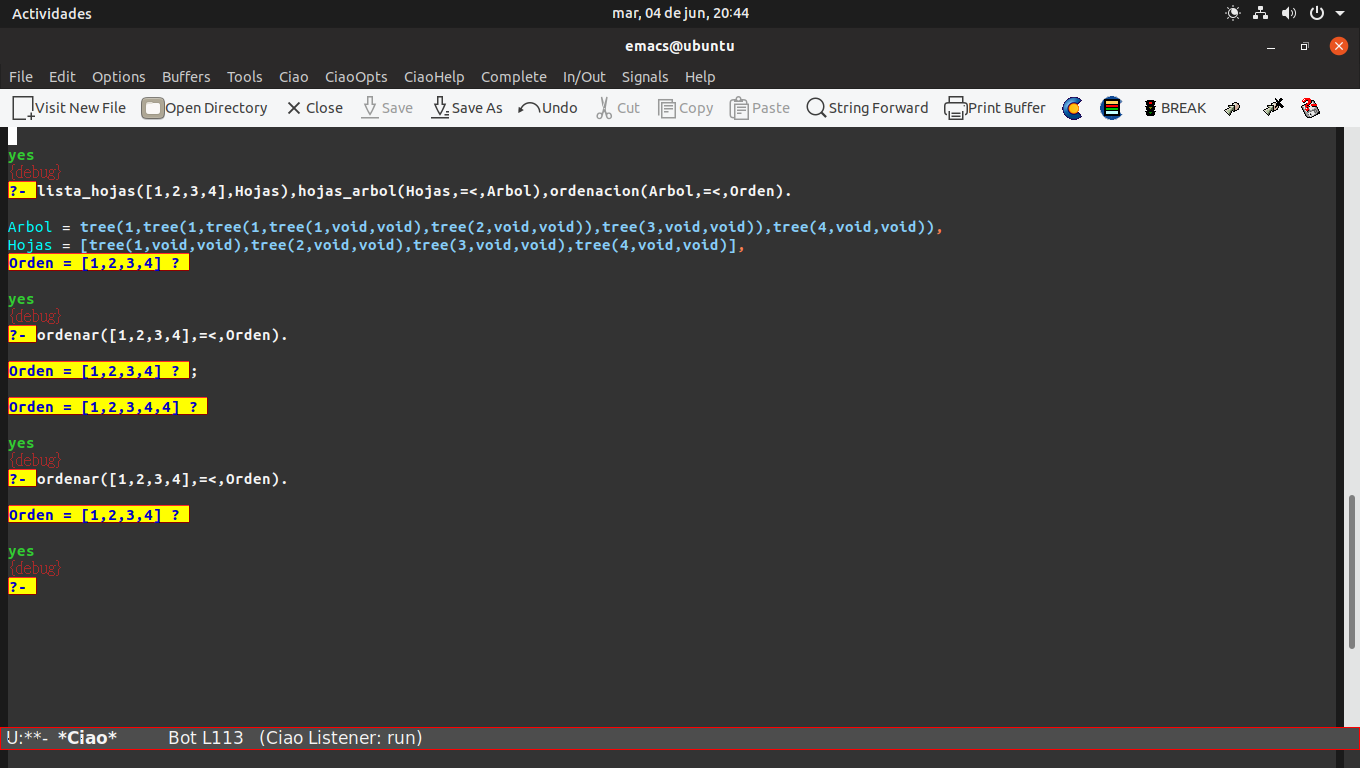 Actividades
mar, 04 de jun, 20:44
emacs@ubuntu
File Edit Options Buffers Tools Ciao CiaoOpts CiaoHelp Complete In/Out Signals Help
Visit New File Open Directory Close Save Save As Undo Cut Copy Paste String Forward Print Buffer BREAK
yes
{debug}
?- lista_hojas([1,2,3,4],Hojas),hojas_arbol(Hojas,=<,Arbol),ordenacion(Arbol,=<,Orden).
Arbol = tree(1,tree(1,tree(1,tree(1,void,void),tree(2,void,void)),tree(3,void,void)),tree(4,void,void)),
Hojas = [tree(1,void,void),tree(2,void,void),tree(3,void,void),tree(4,void,void)],
Orden = [1,2,3,4] ?
yes
{debug}
?- ordenar([1,2,3,4],=<,Orden).
Orden = [1,2,3,4] ? ;
Orden = [1,2,3,4,4] ?
yes
{debug}
?- ordenar([1,2,3,4],=<,Orden).
Orden = [1,2,3,4] ?
yes
{debug}
?-
U:**- *Ciao* Bot L113 (Ciao Listener: run)